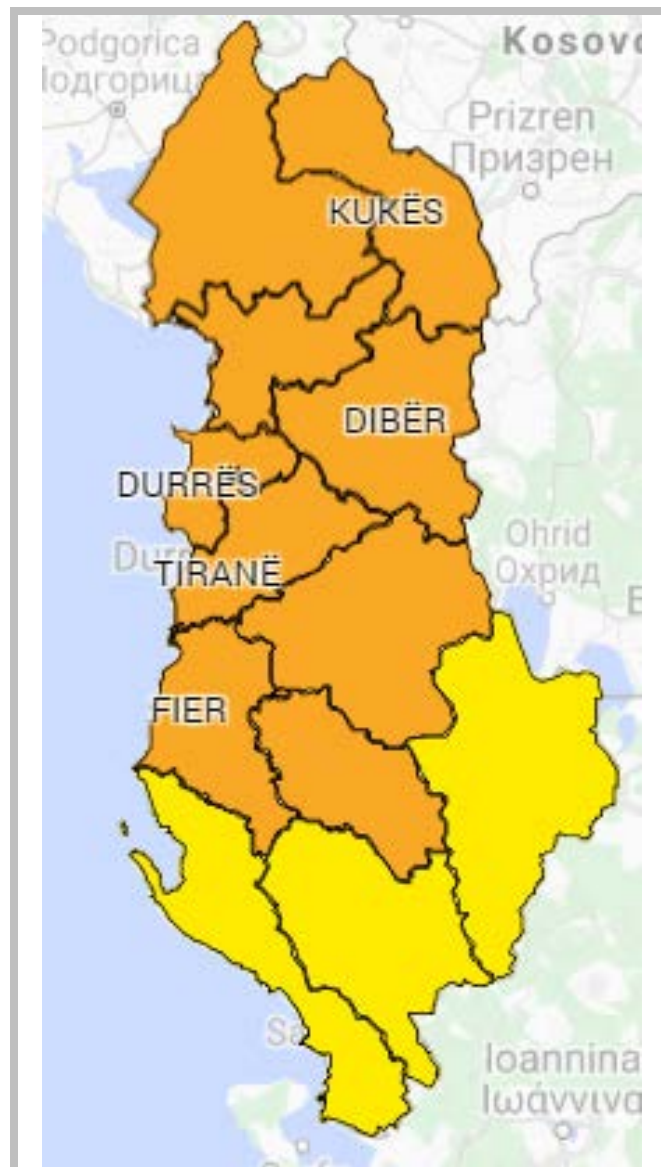 Podgorica
Подгорица
Kosovo
Prizren
Призрен
KUKËS
DIBËR
DURRËS
Ohrid
Охрид
TIRANË
FIER
Ioannina
Ιωάννινα